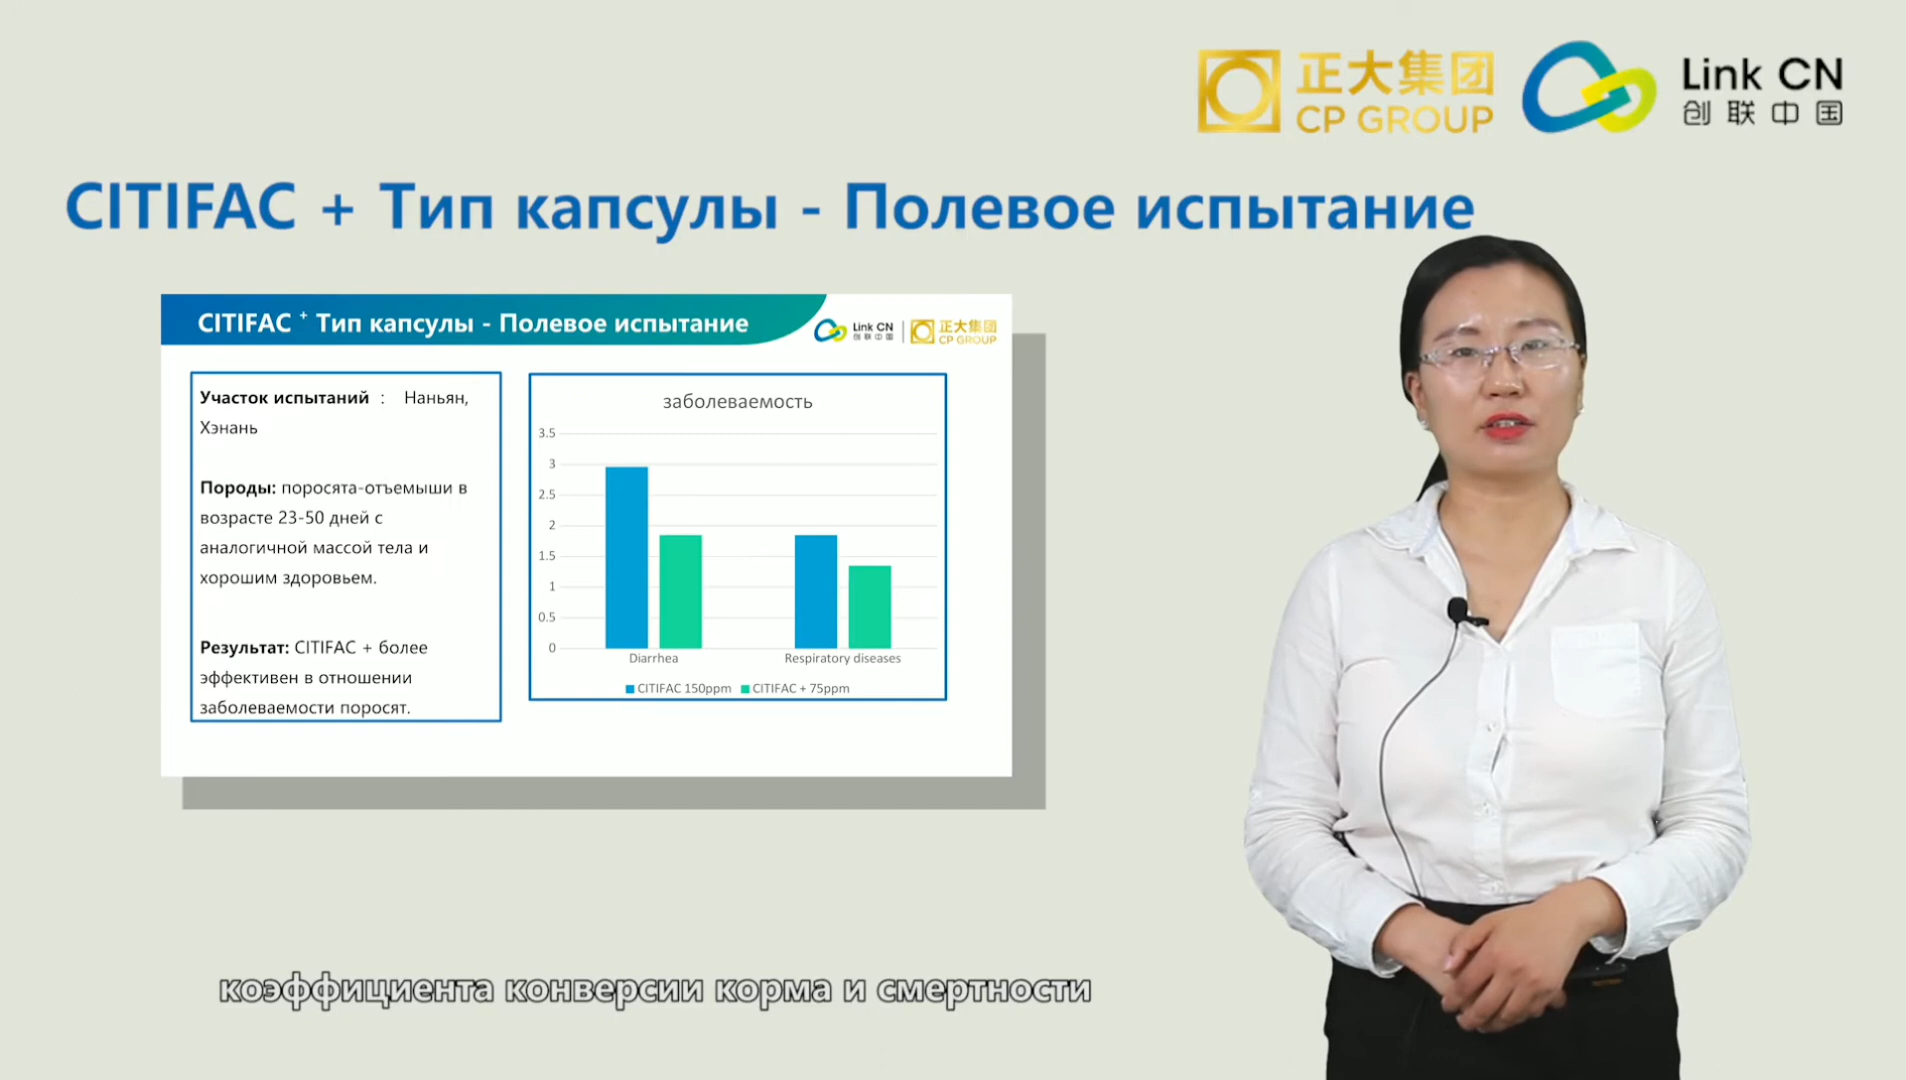 正大集团
CP GROUP
Link CN
创联中国
CITIFAC + Тип капсулы - Полевое испытание
CITIFAC + Тип капсулы - Полевое испытание
Link CN
创联中国
正大集团
CP GROUP
Участок испытаний ： Наньян,
Хэнань
Породы: поросята-отъемыши в
возрасте 23-50 дней с
аналогичной массой тела и
хорошим здоровьем.
Результат: CITIFAC + более
эффективен в отношении
заболеваемости поросят.
заболеваемость
3.5
3
2.5
2
1.5
1
0.5
0
Diarrhea Respiratory diseases
CITIFAC 150ppm CITIFAC + 75ppm
коэффициента конверсии корма и смертности